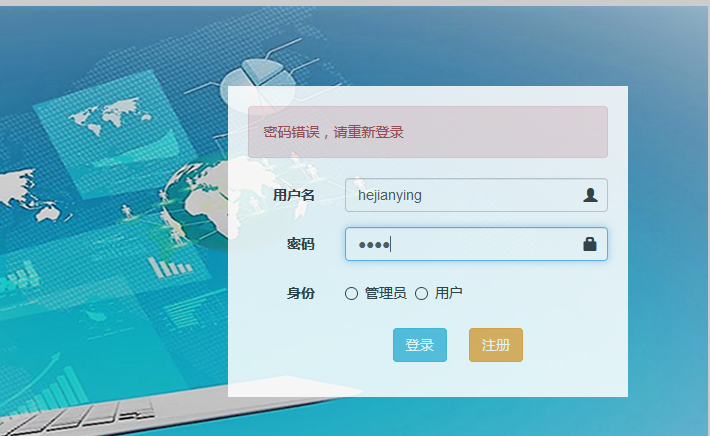 密码错误，请重新登录
用户名 hejianying
密码 ●●●●
身份 管理员 用户
登录 注册